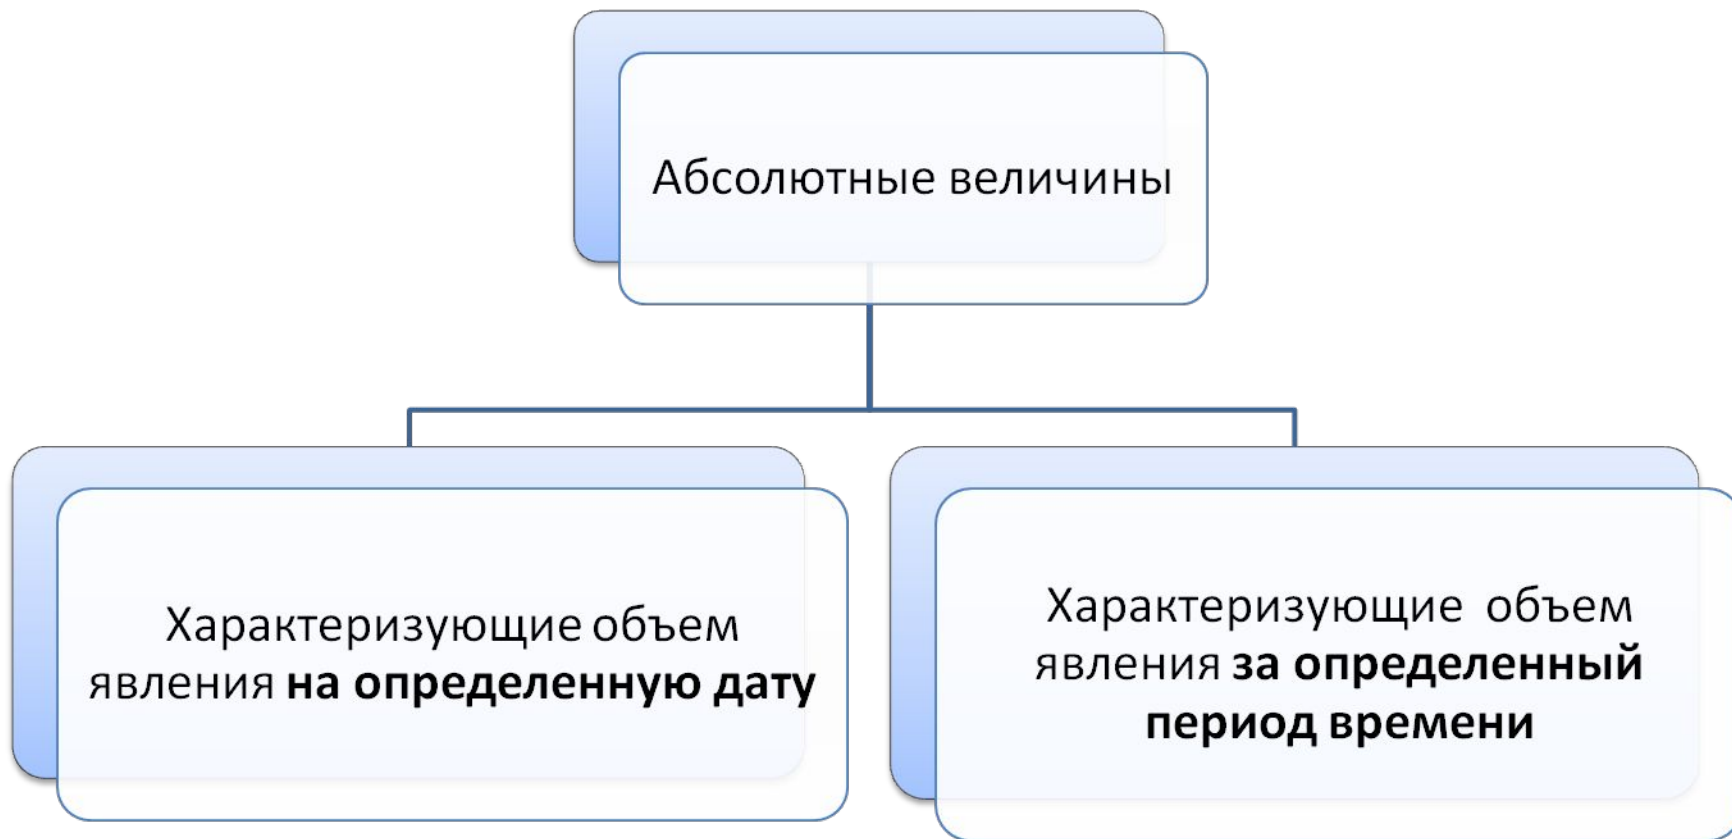 Абсолютные величины
Характеризующие объем
явления на определенную дату
Характеризующие объем
явления за определенный
период времени